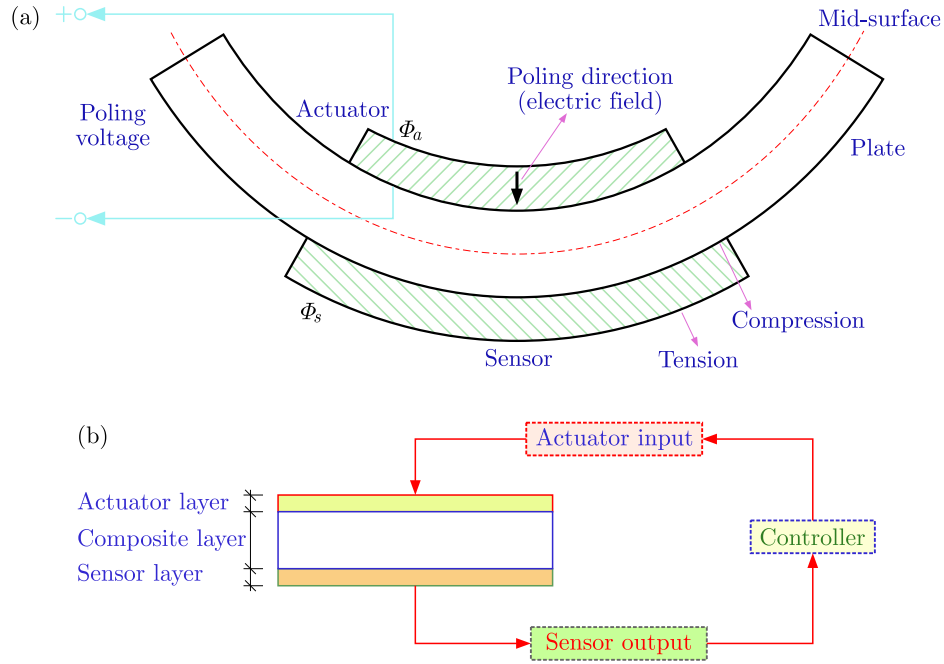 (a)
+
Mid-surface
Poling direction
(electric field)
Actuator
Φa
Poling
voltage
Plate
−
Φs
Compression
Sensor
Tension
(b)
Actuator input
Actuator layer
Composite layer
Controller
Sensor layer
Sensor output